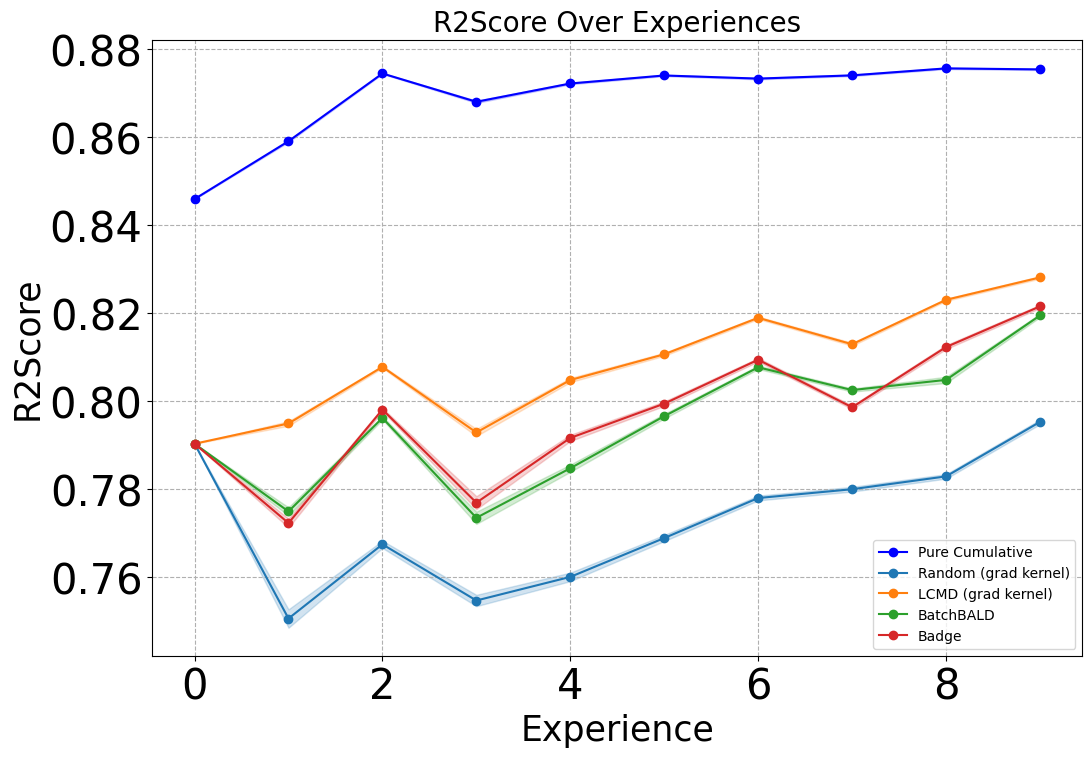 R2Score Over Experiences
0.88
0.86
0.84
0.82
0.80
0.78
0.76
R2Score
0 2 4 6 8
Experience
Pure Cumulative
Random (grad kernel)
LCMD (grad kernel)
BatchBALD
Badge